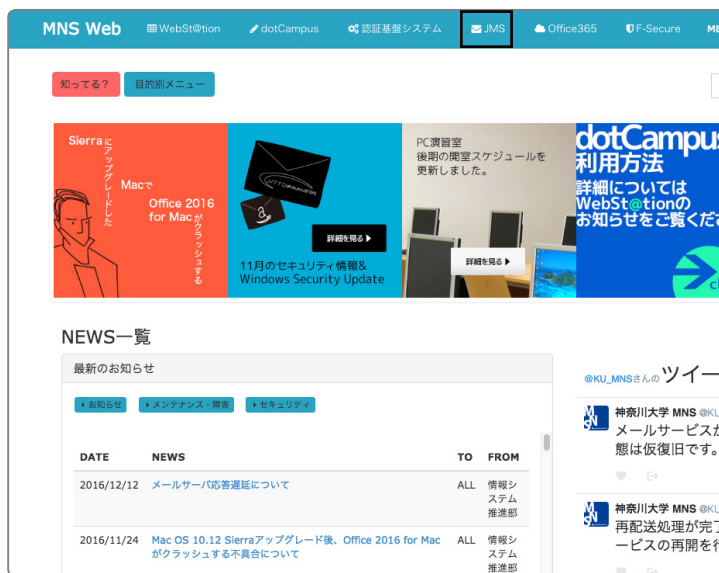 MNS Web WebSt@tion dotCampus 認証基盤システム JMS Office365 F-Secure
知ってる? 目的別メニュー
Sierraに
アップグレードした
Macで
Office 2016
for Macが
クラッシュする
詳細を見る
11月のセキュリティ情報&
Windows Security Update
PC演習室
後期の開室スケジュールを
更新しました。
詳細を見る
dotCampus
利用方法
詳細については
WebSt@tionの
お知らせをご覧くだ
NEWS一覧
最新のお知らせ
お知らせ メンテナンス・障害 セキュリティ
DATE NEWS TO FROM
2016/12/12 メールサーバ応答遅延について ALL 情報シ
ステム
推進部
2016/11/24 Mac OS 10.12 Sierraアップグレード後、Office 2016 for Mac ALL 情報シ
がクラッシュする不具合について ステム
推進部
@KU_MNSさんのツイー
神奈川大学 MNS @KU
メールサービスが
態は仮復旧です。
神奈川大学 MNS @KU
再配送処理が完了
ービスの再開を行